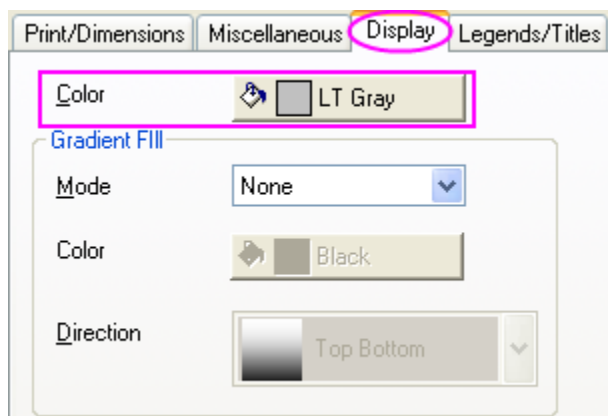 Print/Dimensions Miscellaneous Display Legends/Titles
Color LT Gray
Gradient FIll
Mode None
Color Black
Direction Top Bottom